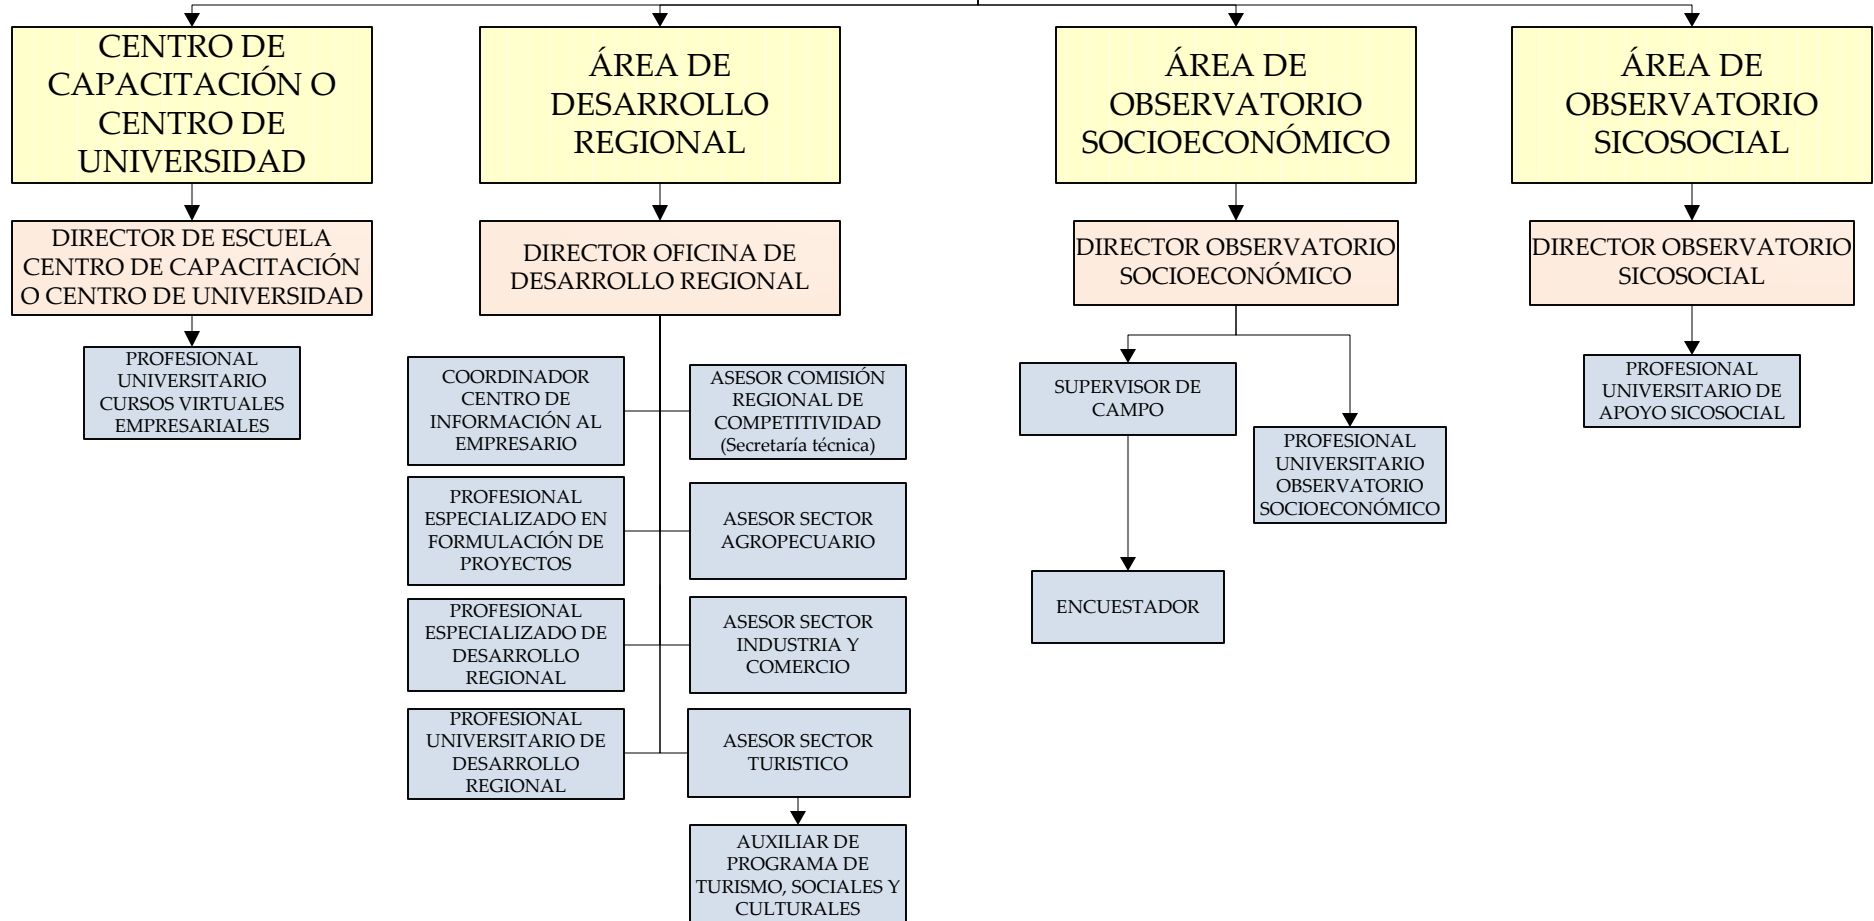 CENTRO DE
CAPACITACIÓN O
CENTRO DE
UNIVERSIDAD
ÁREA DE
DESARROLLO
REGIONAL
ÁREA DE
OBSERVATORIO
SOCIOECONÓMICO
ÁREA DE
OBSERVATORIO
SICOSOCIAL
DIRECTOR DE ESCUELA
CENTRO DE CAPACITACIÓN
O CENTRO DE UNIVERSIDAD
DIRECTOR OFICINA DE
DESARROLLO REGIONAL
DIRECTOR OBSERVATORIO
SOCIOECONÓMICO
DIRECTOR OBSERVATORIO
SICOSOCIAL
PROFESIONAL
UNIVERSITARIO
CURSOS VIRTUALES
EMPRESARIALES
COORDINADOR
CENTRO DE
INFORMACIÓN AL
EMPRESARIO
ASESOR COMISIÓN
REGIONAL DE
COMPETITIVIDAD
(Secretaría técnica)
SUPERVISOR DE
CAMPO
PROFESIONAL
UNIVERSITARIO
OBSERVATORIO
SOCIOECONÓMICO
PROFESIONAL
UNIVERSITARIO DE
APOYO SICOSOCIAL
PROFESIONAL
ESPECIALIZADO EN
FORMULACIÓN DE
PROYECTOS
ASESOR SECTOR
AGROPECUARIO
ENCUESTADOR
PROFESIONAL
ESPECIALIZADO DE
DESARROLLO
REGIONAL
ASESOR SECTOR
INDUSTRIA Y
COMERCIO
PROFESIONAL
UNIVERSITARIO DE
DESARROLLO
REGIONAL
ASESOR SECTOR
TURISTICO
AUXILIAR DE
PROGRAMA DE
TURISMO, SOCIALES Y
CULTURALES